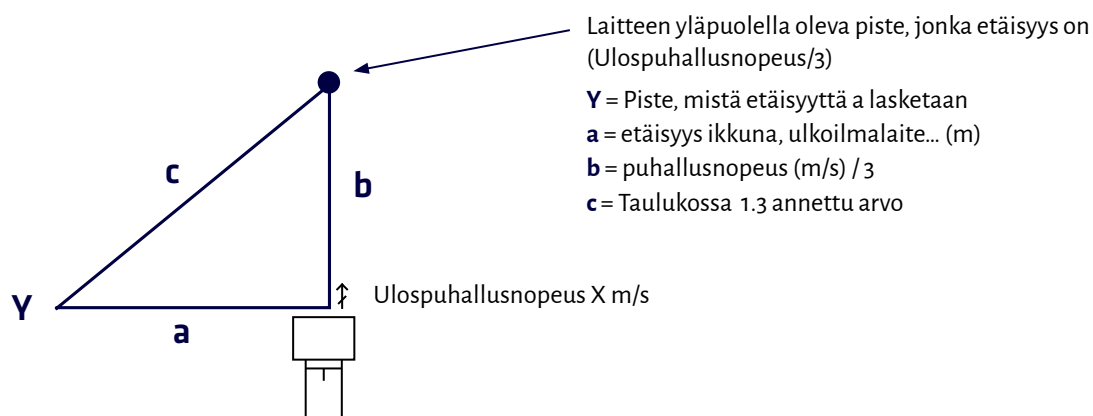 Laitteen yläpuolella oleva piste, jonka etäisyys on
(Ulospuhallusnopeus/3)
Y = Piste, mistä etäisyyttä a lasketaan
a = etäisyys ikkuna, ulkoilmalaite... (m)
b = puhallusnopeus (m/s) / 3
c = Taulukossa 1.3 annettu arvo
c
b
Y
a
Ulospuhallusnopeus X m/s